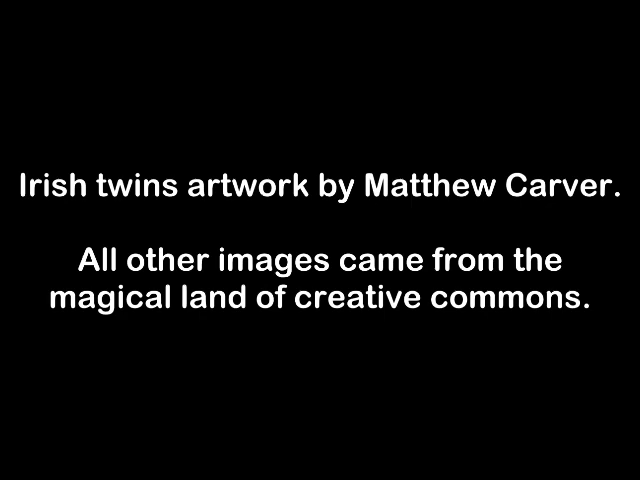 Irish twins artwork by Matthew Carver.
All other images came from the
magical land of creative commons.